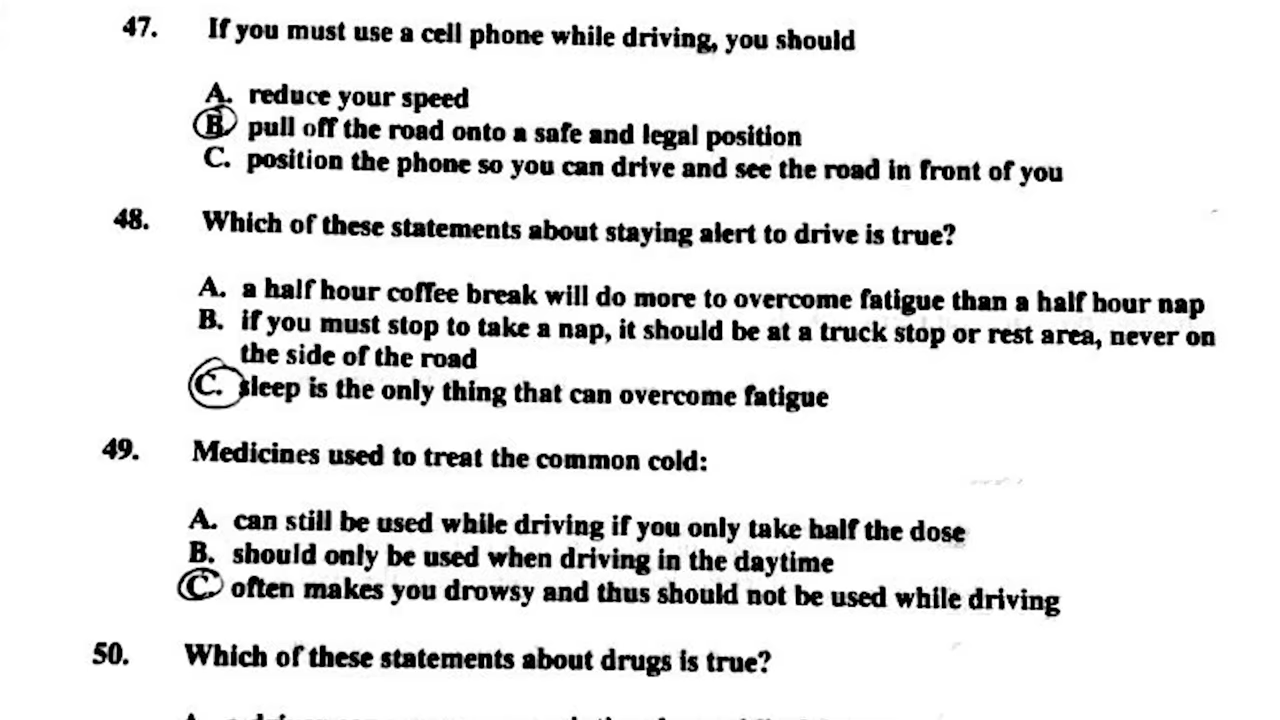 47. If you must use a cell phone while driving, you should
A. reduce your speed
B. pull off the road onto a safe and legal position
C. position the phone so you can drive and see the road in front of you
48. Which of these statements about staying alert to drive is true?
A. a half hour coffee break will do more to overcome fatigue than a half hour nap
B. if you must stop to take a nap, it should be at a truck stop or rest area, never on
the side of the road
C. sleep is the only thing that can overcome fatigue
49. Medicines used to treat the common cold:
A. can still be used while driving if you only take half the dose
B. should only be used when driving in the daytime
C. often makes you drowsy and thus should not be used while driving
50. Which of these statements about drugs is true?